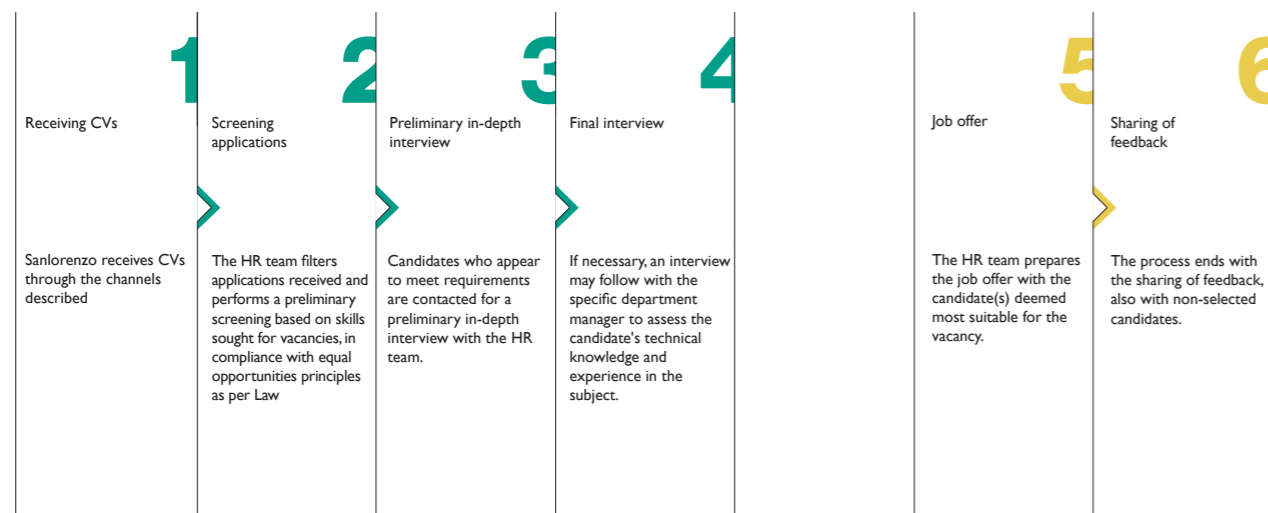 1
Receiving CVs
Sanlorenzo receives CVs
through the channels
described
2
Screening
applications
The HR team filters
applications received and
performs a preliminary
screening based on skills
sought for vacancies, in
compliance with equal
opportunities principles
as per Law
3
Preliminary in-depth
interview
Candidates who appear
to meet requirements
are contacted for a
preliminary in-depth
interview with the HR
team.
4
Final interview
If necessary, an interview
may follow with the
specific department
manager to assess the
candidate's technical
knowledge and
experience in the
subject.
5
Job offer
The HR team prepares
the job offer with the
candidate(s) deemed
most suitable for the
vacancy.
6
Sharing of
feedback
The process ends with
the sharing of feedback,
also with non-selected
candidates.